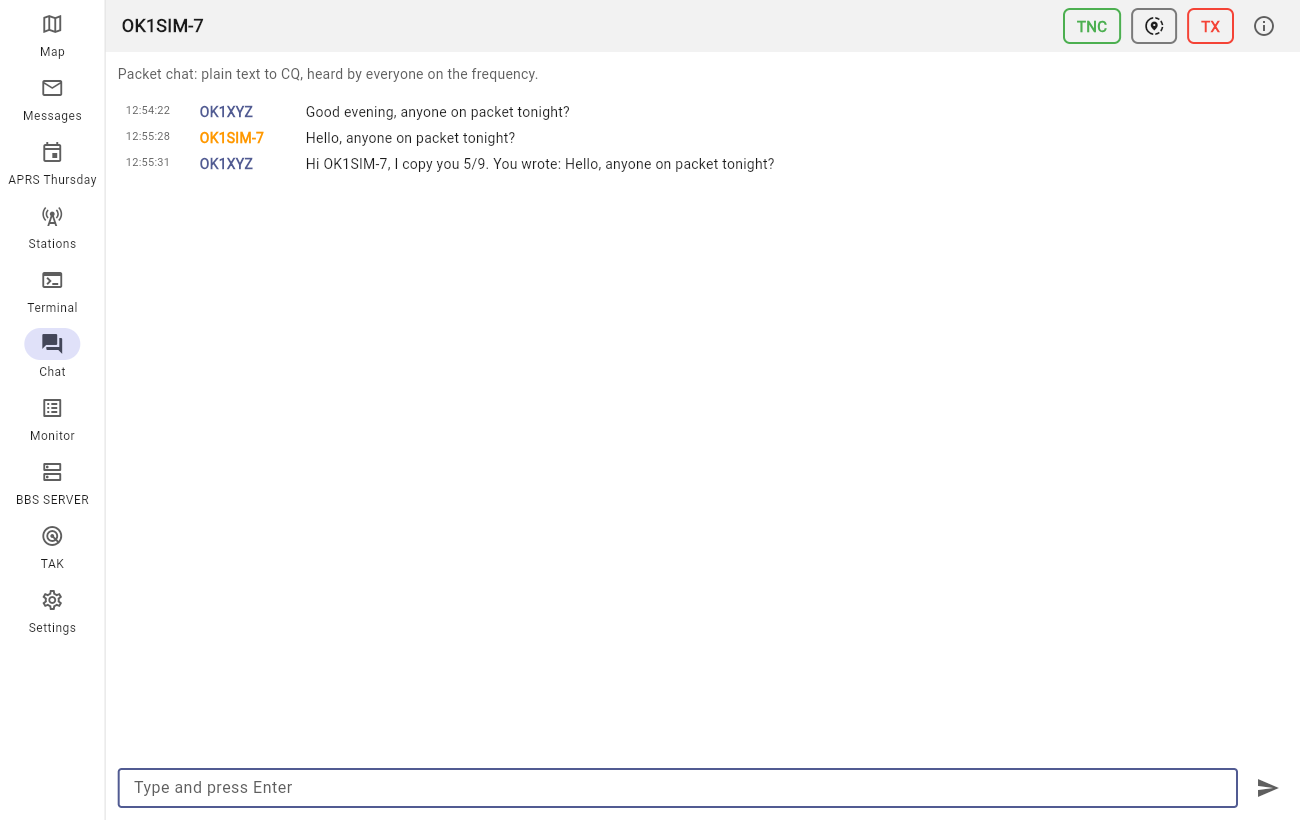 OK1SIM-7
TNC
TX
Map
Messages
APRS Thursday
Stations
Terminal
Chat
Monitor
BBS SERVER
TAK
Settings
Packet chat: plain text to CQ, heard by everyone on the frequency.
12:54:22 OK1XYZ Good evening, anyone on packet tonight?
12:55:28 OK1SIM-7 Hello, anyone on packet tonight?
12:55:31 OK1XYZ Hi OK1SIM-7, I copy you 5/9. You wrote: Hello, anyone on packet tonight?
Type and press Enter